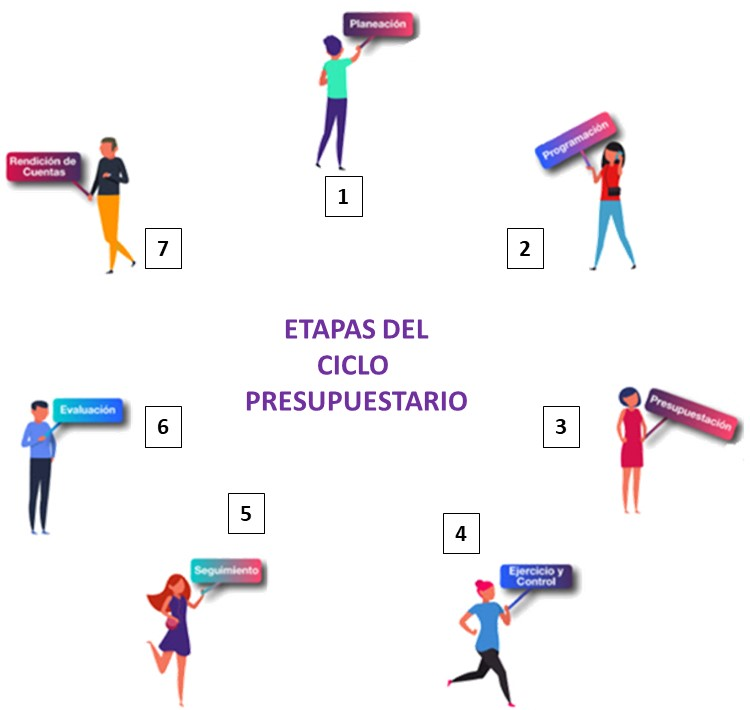 Planeación
1
Programación
2
Presupuestación
3
Ejercicio y
Control
4
Seguimiento
5
Evaluación
6
Rendición de
Cuentas
7
ETAPAS DEL
CICLO
PRESUPUESTARIO